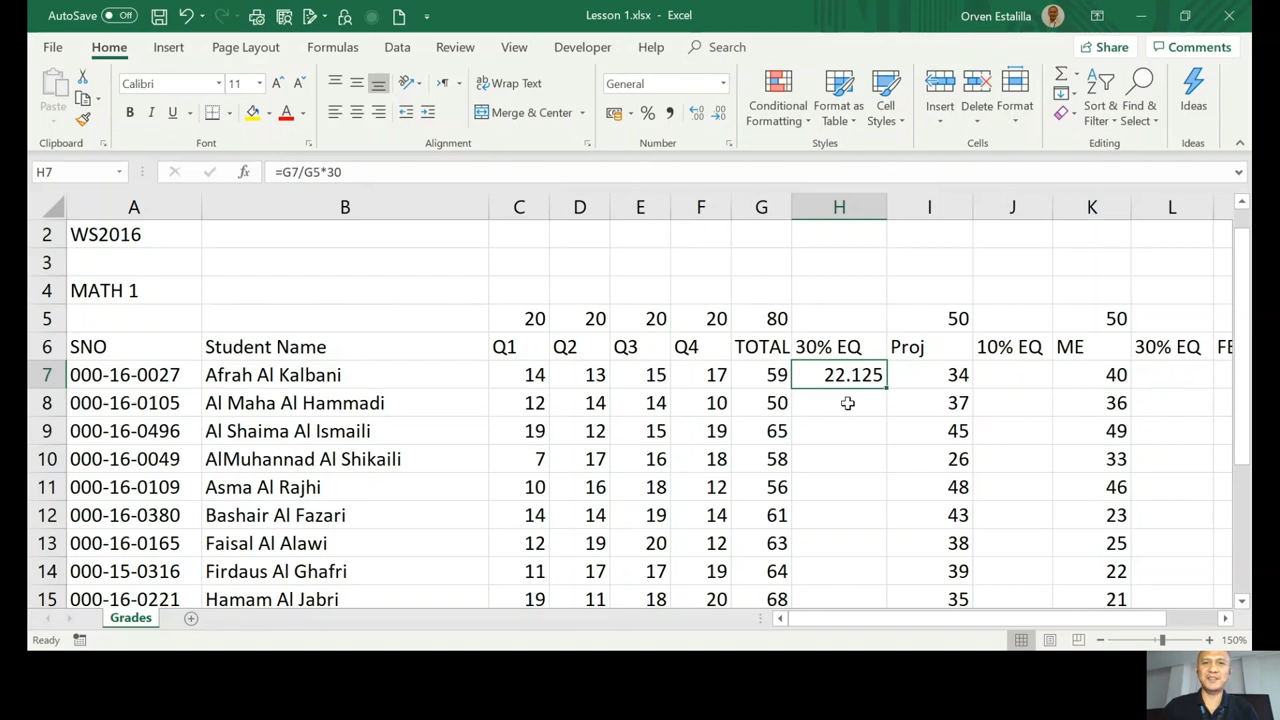 AutoSave Off Lesson 1.xlsx - Excel Orven Estalilla
File Home Insert Page Layout Formulas Data Review View Developer Help Search Share Comments
Paste Calibri 11 Wrap Text General Conditional Formatting Format as Table Cell Styles Insert Delete Format Sort & Filter Find & Select Ideas
B I U A Merge & Center % ,
Clipboard Font Alignment Number Styles Cells Editing Ideas
H7 fx =G7/G5*30
A B C D E F G H I J K L
2 WS2016
3
4 MATH 1
5 20 20 20 20 80 50 50
6 SNO Student Name Q1 Q2 Q3 Q4 TOTAL 30% EQ Proj 10% EQ ME 30% EQ FE
7 000-16-0027 Afrah Al Kalbani 14 13 15 17 59 22.125 34 40
8 000-16-0105 Al Maha Al Hammadi 12 14 14 10 50 37 36
9 000-16-0496 Al Shaima Al Ismaili 19 12 15 19 65 45 49
10 000-16-0049 AlMuhannad Al Shikaili 7 17 16 18 58 26 33
11 000-16-0109 Asma Al Rajhi 10 16 18 12 56 48 46
12 000-16-0380 Bashair Al Fazari 14 14 19 14 61 43 23
13 000-16-0165 Faisal Al Alawi 12 19 20 12 63 38 25
14 000-15-0316 Firdaus Al Ghafri 11 17 17 19 64 39 22
15 000-16-0221 Hamam Al Jabri 19 11 18 20 68 35 21
Grades
Ready 150%